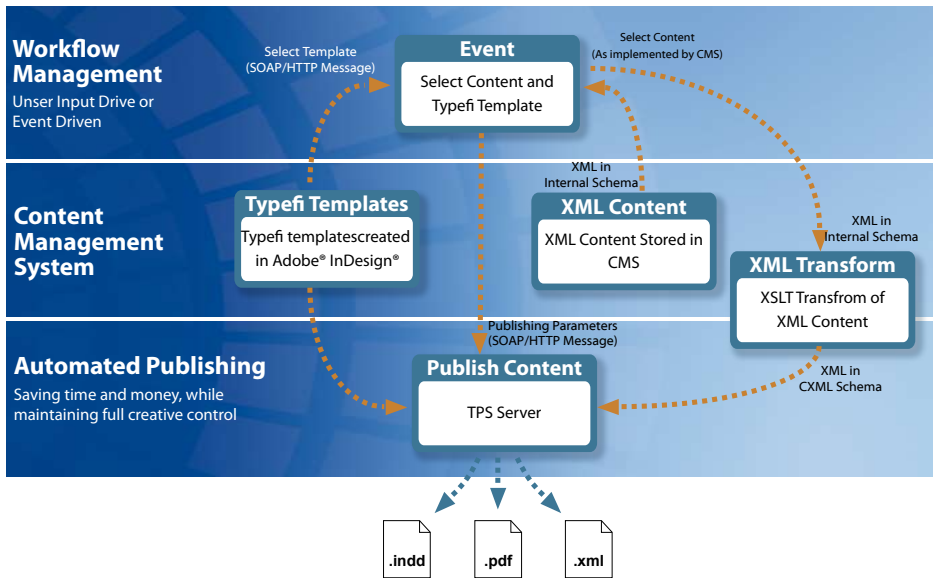 Workflow
Management
Unser Input Drive or
Event Driven
Select Template
(SOAP/HTTP Message)
Event
Select Content and
Typefi Template
Select Content
(As implemented by CMS)
Content
Management
System
Typefi Templates
Typefi templatescreated
in Adobe® InDesign®
XML in
Internal Schema
XML Content
XML Content Stored in
CMS
XML in
Internal Schema
XML Transform
XSLT Transfrom of
XML Content
Automated Publishing
Saving time and money, while
maintaining full creative control
Publishing Parameters
(SOAP/HTTP Message)
Publish Content
TPS Server
XML in
CXML Schema
.indd
.pdf
.xml